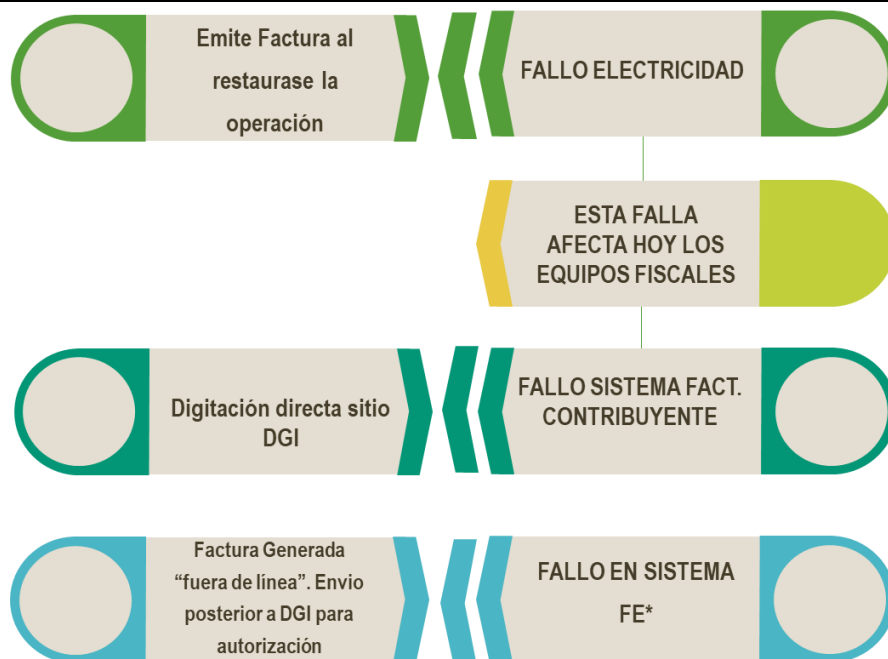 Emite Factura al
restaurase la
operación
FALLO ELECTRICIDAD
ESTA FALLA
AFECTA HOY LOS
EQUIPOS FISCALES
Digitación directa sitio
DGI
FALLO SISTEMA FACT.
CONTRIBUYENTE
Factura Generada
“fuera de línea”. Envio
posterior a DGI para
autorización
FALLO EN SISTEMA
FE*